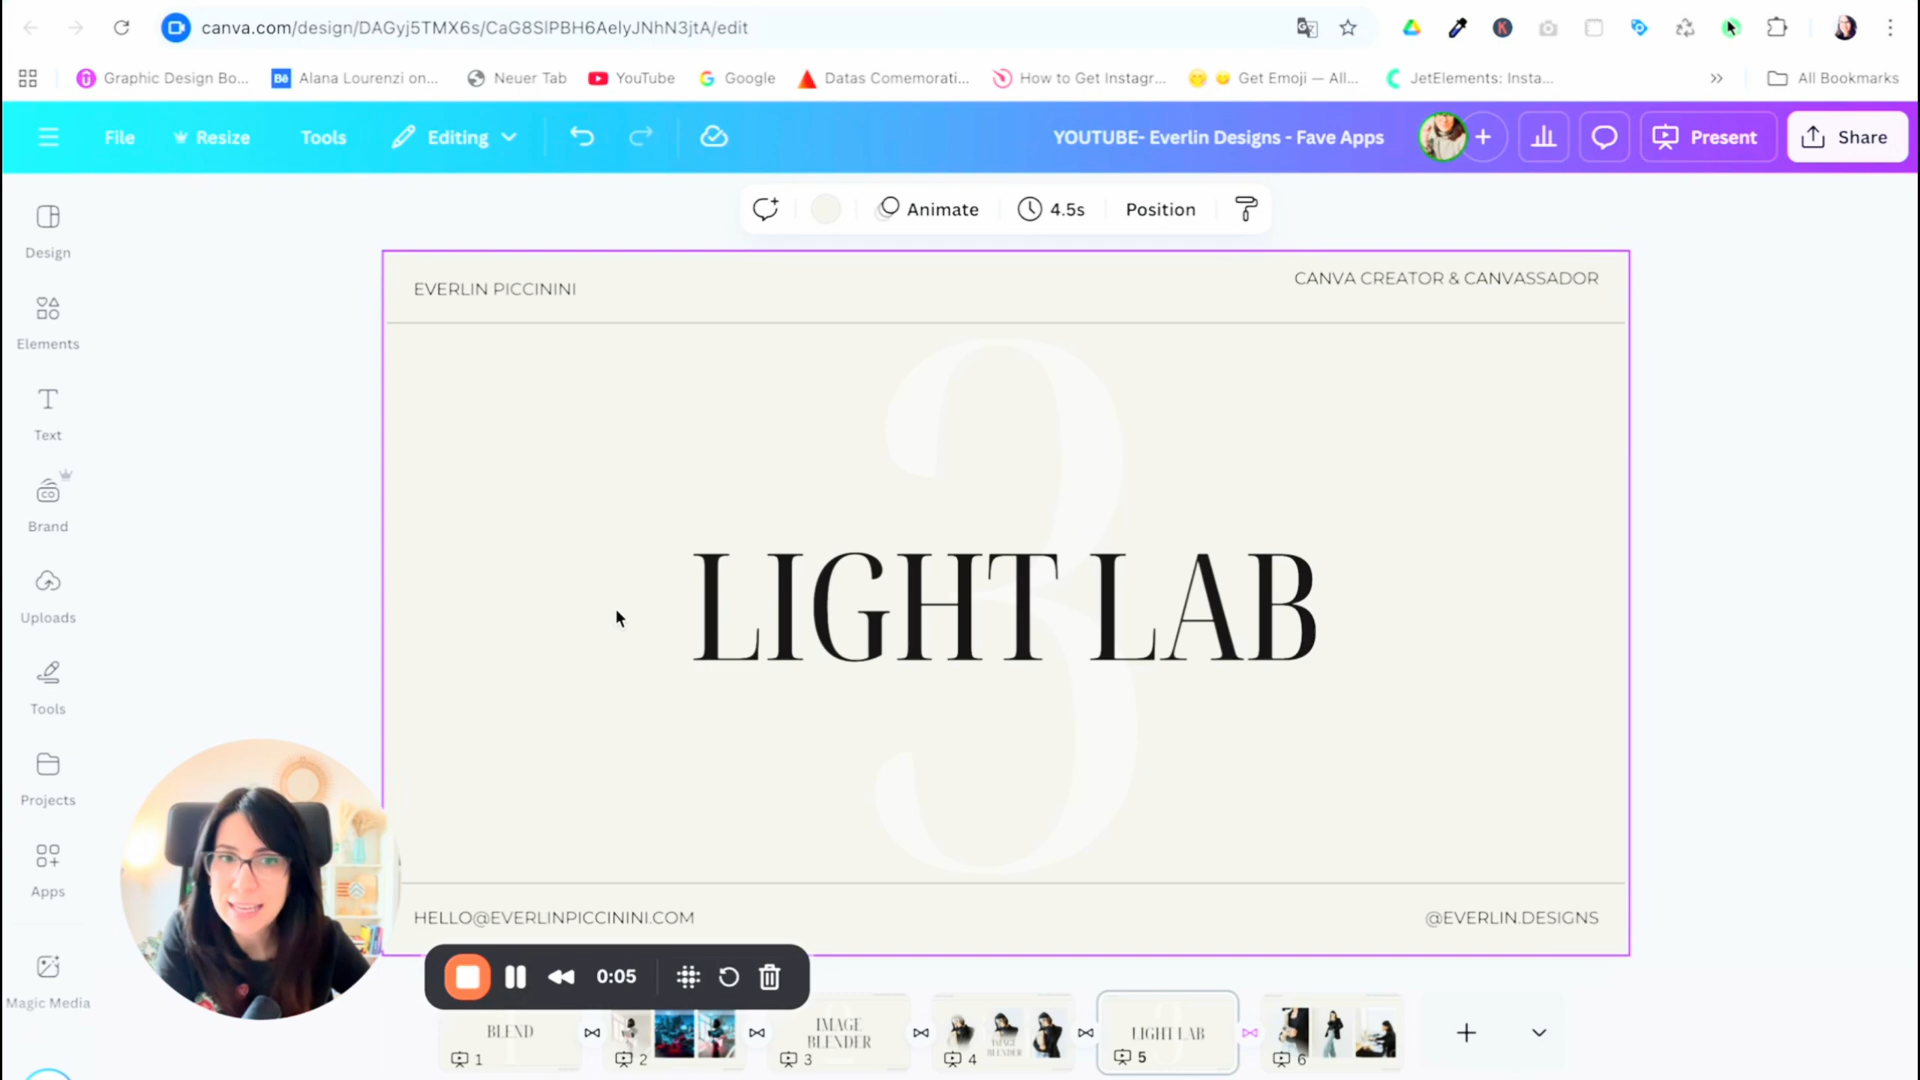 canva.com/design/DAGyj5TMX6s/CaG8SlPBH6AelyJNhN3jtA/edit
Graphic Design Bo...
Alana Lourenzi on...
Neuer Tab
YouTube
Google
Datas Comemorati...
How to Get Instagr...
Get Emoji — All...
JetElements: Insta...
All Bookmarks
File
Resize
Tools
Editing
YOUTUBE- Everlin Designs - Fave Apps
Present
Share
Animate
4.5s
Position
Design
Elements
Text
Brand
Uploads
Tools
Projects
Apps
Magic Media
EVERLIN PICCININI
CANVA CREATOR & CANVASSADOR
3
LIGHT LAB
HELLO@EVERLINPICCININI.COM
@EVERLIN.DESIGNS
0:05
BLEND
1
2
IMAGE
BLENDER
3
IMAGE
BLENDER
4
LIGHT LAB
5
6